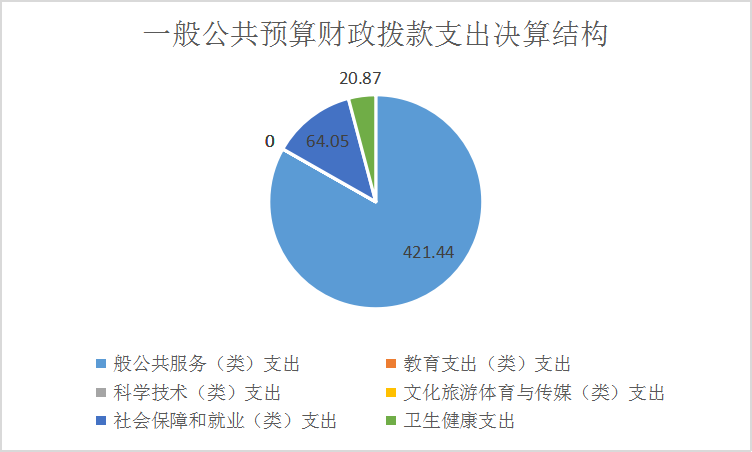 一般公共预算财政拨款支出决算结构
20.87
0
64.05
421.44
般公共服务（类）支出
教育支出（类）支出
科学技术（类）支出
文化旅游体育与传媒（类）支出
社会保障和就业（类）支出
卫生健康支出